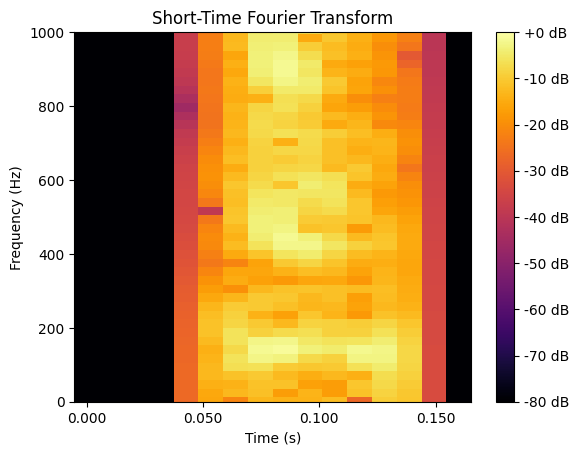 Short-Time Fourier Transform
1000
800
600
400
200
0
Frequency (Hz)
0.000
0.050
0.100
0.150
Time (s)
+0 dB
-10 dB
-20 dB
-30 dB
-40 dB
-50 dB
-60 dB
-70 dB
-80 dB